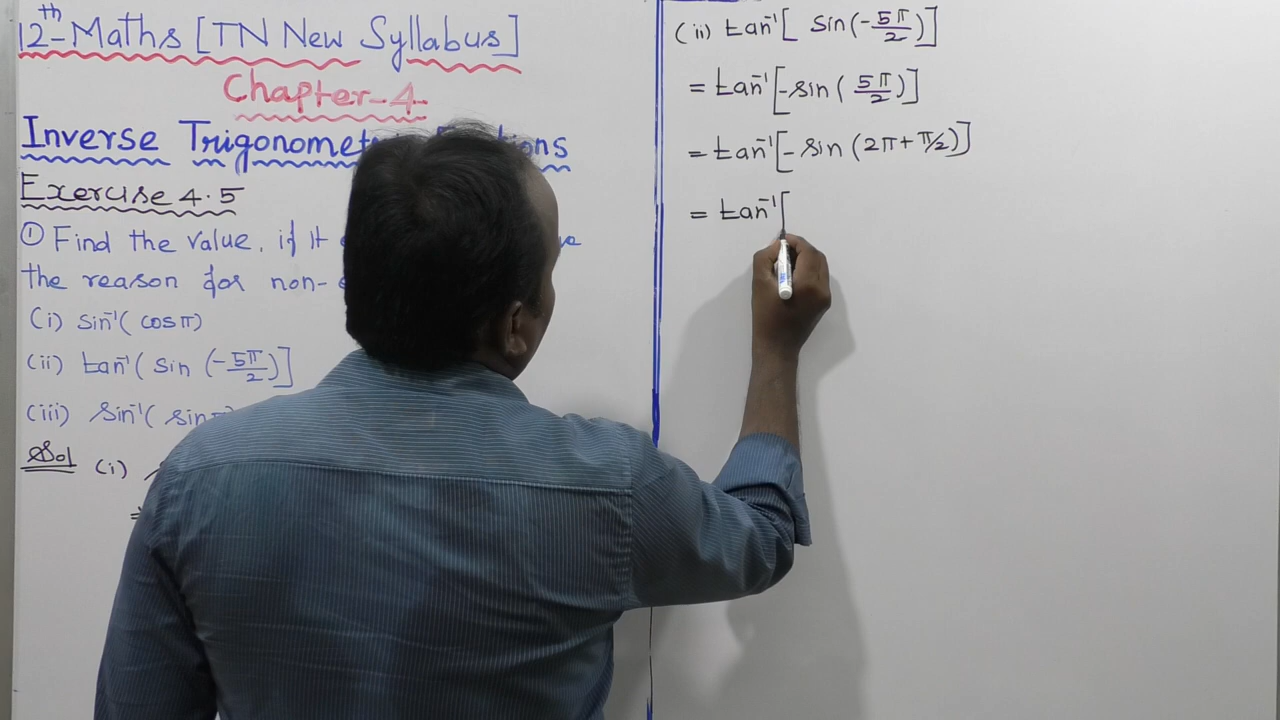 12th-Maths [TN New Syllabus]
Chapter-4
Inverse Trigonomet
Exercise 4.5
① Find the value, if it
the reason for non-
(i) sin⁻¹( cosπ)
(ii) tan⁻¹( sin (-5π/2)]
(iii) sin⁻¹( sin
Sol (i)
(ii) tan⁻¹[ sin(-5π/2)]
= tan⁻¹[-sin( 5π/2)]
= tan⁻¹[-sin (2π+π/2)]
= tan⁻¹[